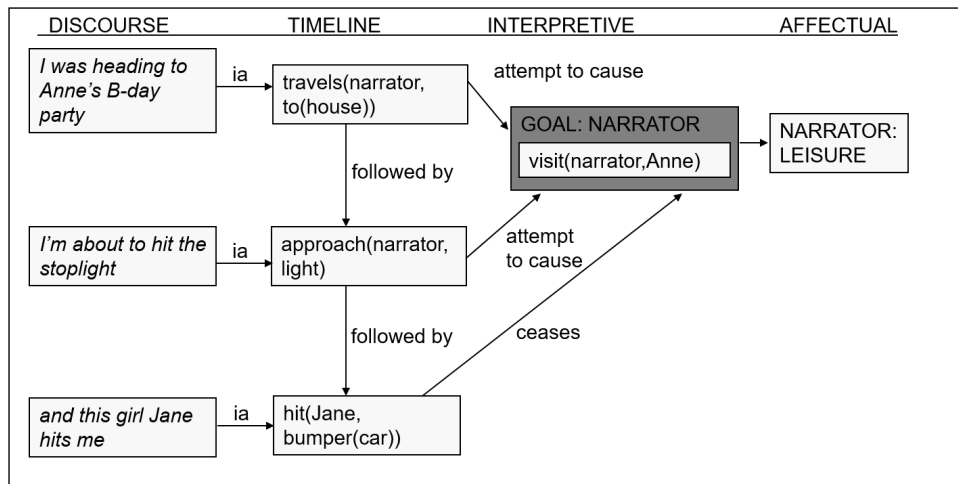 DISCOURSE TIMELINE INTERPRETIVE AFFECTUAL
I was heading to
Anne's B-day
party
ia
travels(narrator,
to(house))
attempt to cause
GOAL: NARRATOR
visit(narrator,Anne)
NARRATOR:
LEISURE
followed by
I'm about to hit the
stoplight
ia
approach(narrator,
light)
attempt
to cause
followed by
ceases
and this girl Jane
hits me
ia
hit(Jane,
bumper(car))